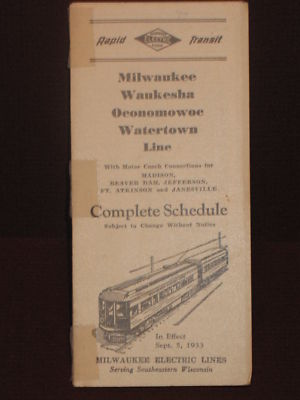 Rapid Transit
ELECTRIC
Milwaukee
Waukesha
Oconomowoc
Watertown
Line
With Motor Coach Connections for
MADISON,
BEAVER DAM, JEFFERSON,
FT. ATKINSON and JANESVILLE
Complete Schedule
Subject to Change Without Notice
In Effect
Sept. 5, 1933
MILWAUKEE ELECTRIC LINES
Serving Southeastern Wisconsin